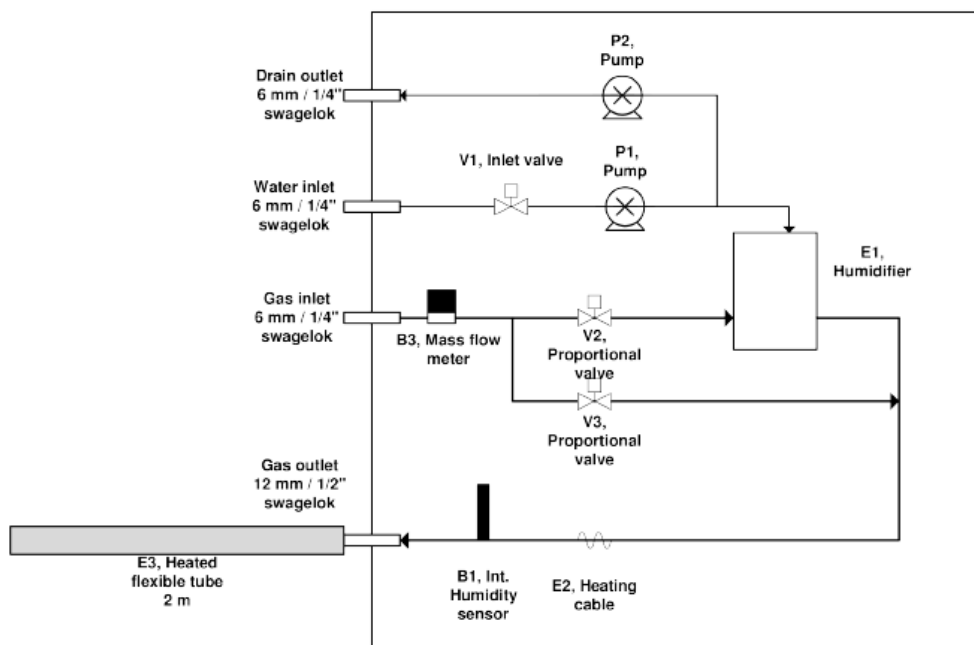 P2,
Pump
Drain outlet
6 mm / 1/4"
swagelok
P1,
Pump
V1, Inlet valve
Water inlet
6 mm / 1/4"
swagelok
E1,
Humidifier
Gas inlet
6 mm / 1/4"
swagelok
B3, Mass flow
meter
V2,
Proportional
valve
V3,
Proportional
valve
Gas outlet
12 mm / 1/2"
swagelok
E3, Heated
flexible tube
2 m
B1, Int.
Humidity
sensor
E2, Heating
cable